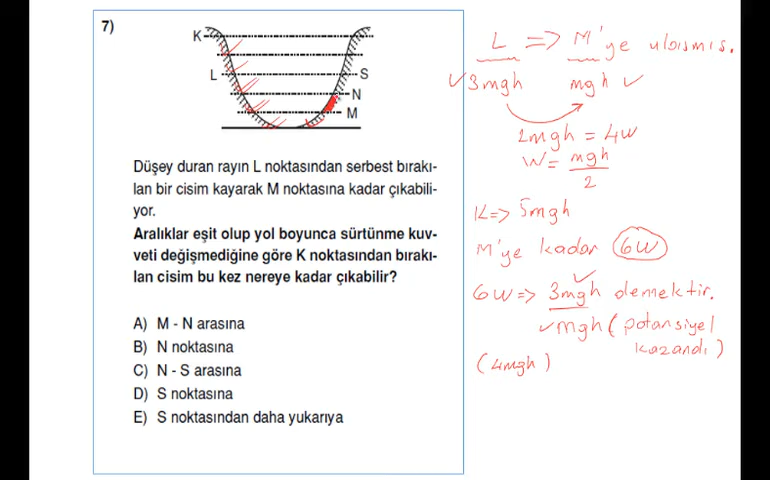 7)
K
L
S
N
M
Düşey duran rayın L noktasından serbest bırakı-
lan bir cisim kayarak M noktasına kadar çıkabili-
yor.
Aralıklar eşit olup yol boyunca sürtünme kuv-
veti değişmediğine göre K noktasından bırakı-
lan cisim bu kez nereye kadar çıkabilir?
A) M - N arasına
B) N noktasına
C) N - S arasına
D) S noktasına
E) S noktasından daha yukarıya
L => M'ye ulaşmış.
✓3mgh mgh ✓
2mgh = 4W
W = mgh
2
K=> 5mgh
M'ye kadar 6W
6W => 3mgh demektir.
✓mgh (potansiyel
kazandı)
(4mgh)